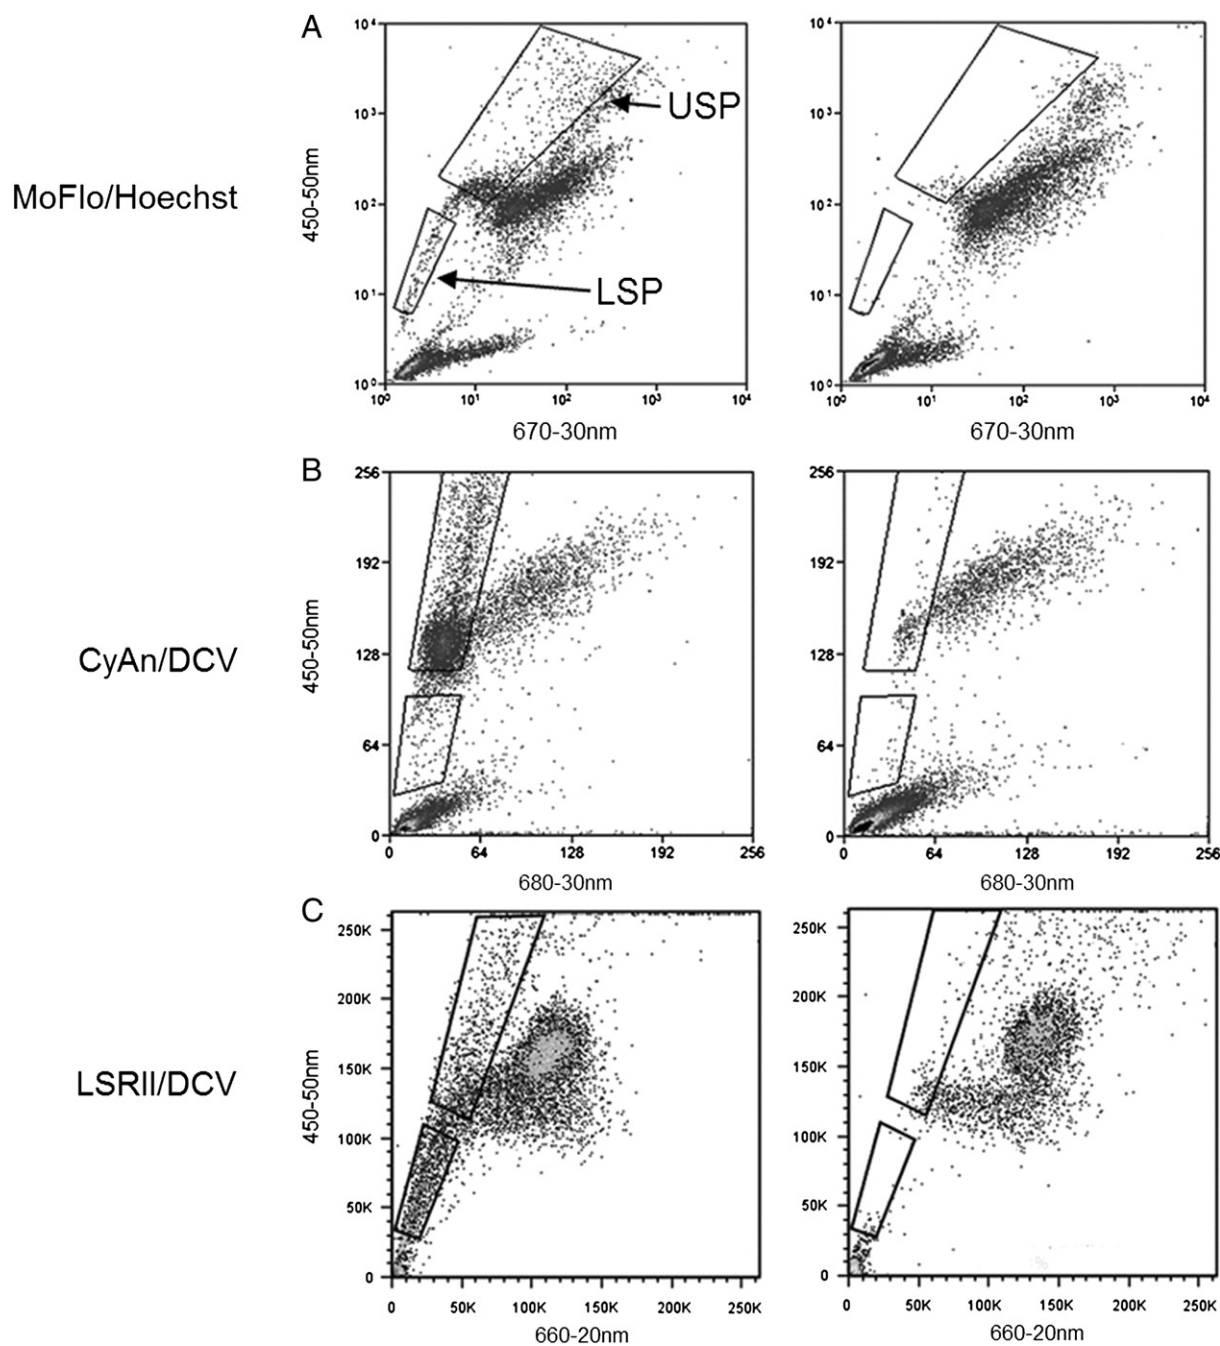 A
MoFlo/Hoechst
450-50nm
10⁴
10³
10²
10¹
10⁰
10⁰ 10¹ 10² 10³ 10⁴
670-30nm
USP
LSP
10⁴
10³
10²
10¹
10⁰
10⁰ 10¹ 10² 10³ 10⁴
670-30nm
B
CyAn/DCV
450-50nm
256
192
128
64
0
0 64 128 192 256
680-30nm
256
192
128
64
0
0 64 128 192 256
680-30nm
C
LSRII/DCV
450-50nm
250K
200K
150K
100K
50K
0
0 50K 100K 150K 200K 250K
660-20nm
250K
200K
150K
100K
50K
0
0 50K 100K 150K 200K 250K
660-20nm